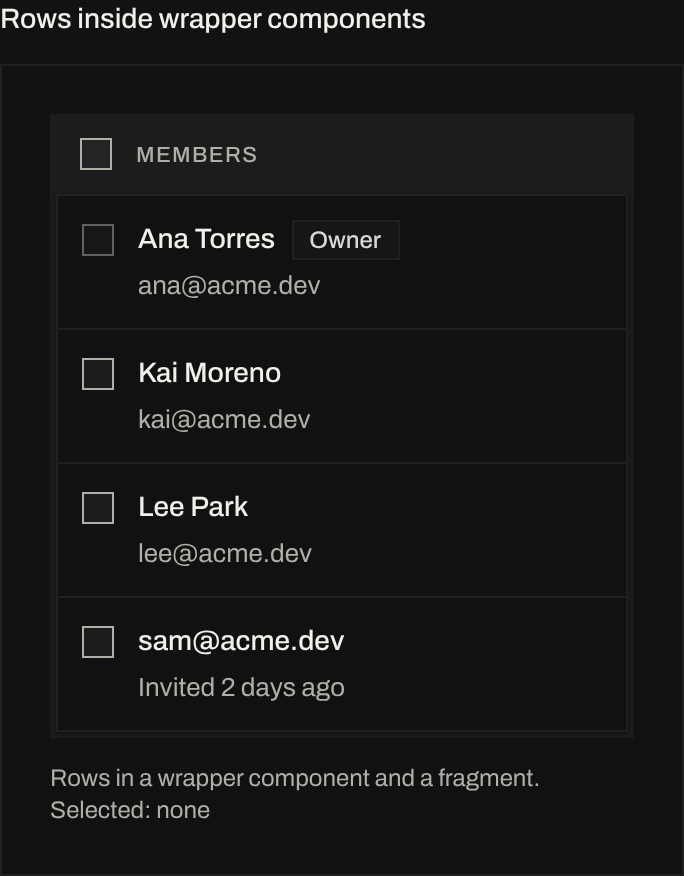 Rows inside wrapper components
MEMBERS
Ana Torres Owner
ana@acme.dev
Kai Moreno
kai@acme.dev
Lee Park
lee@acme.dev
sam@acme.dev
Invited 2 days ago
Rows in a wrapper component and a fragment.
Selected: none